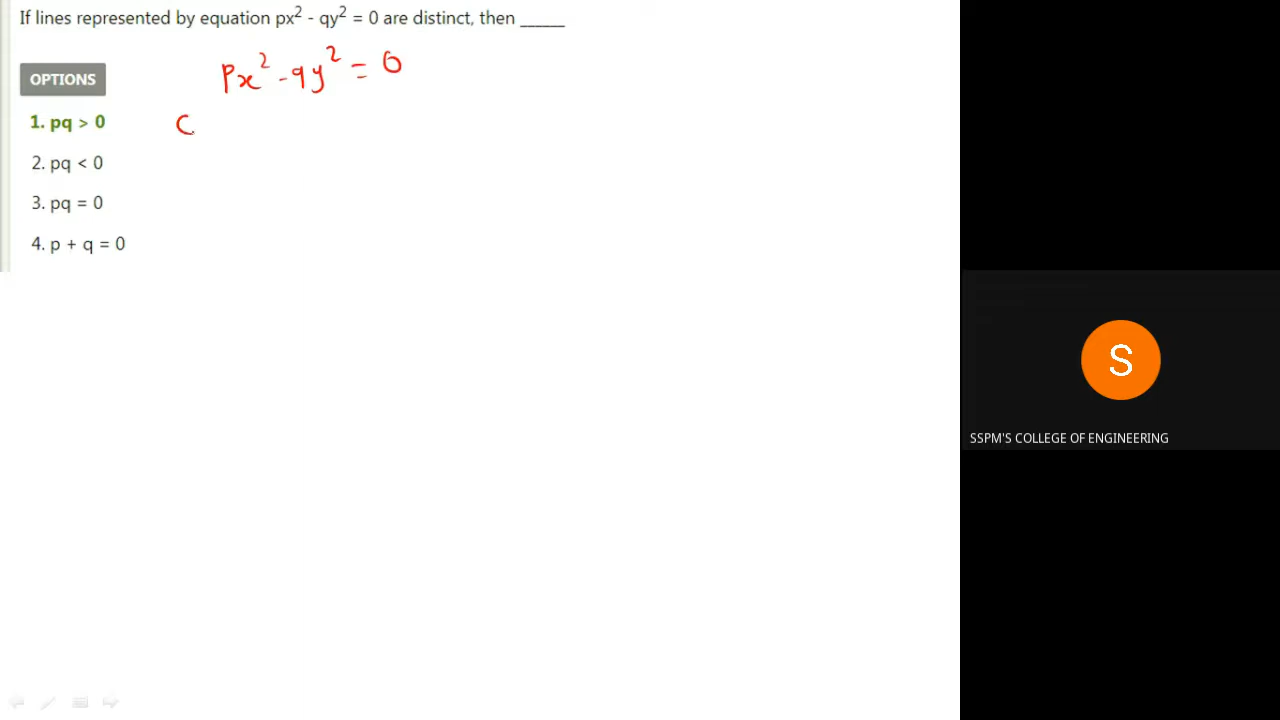 If lines represented by equation px² - qy² = 0 are distinct, then ______
px² - qy² = 0
OPTIONS
1. pq > 0
C
2. pq < 0
3. pq = 0
4. p + q = 0
S
SSPM'S COLLEGE OF ENGINEERING